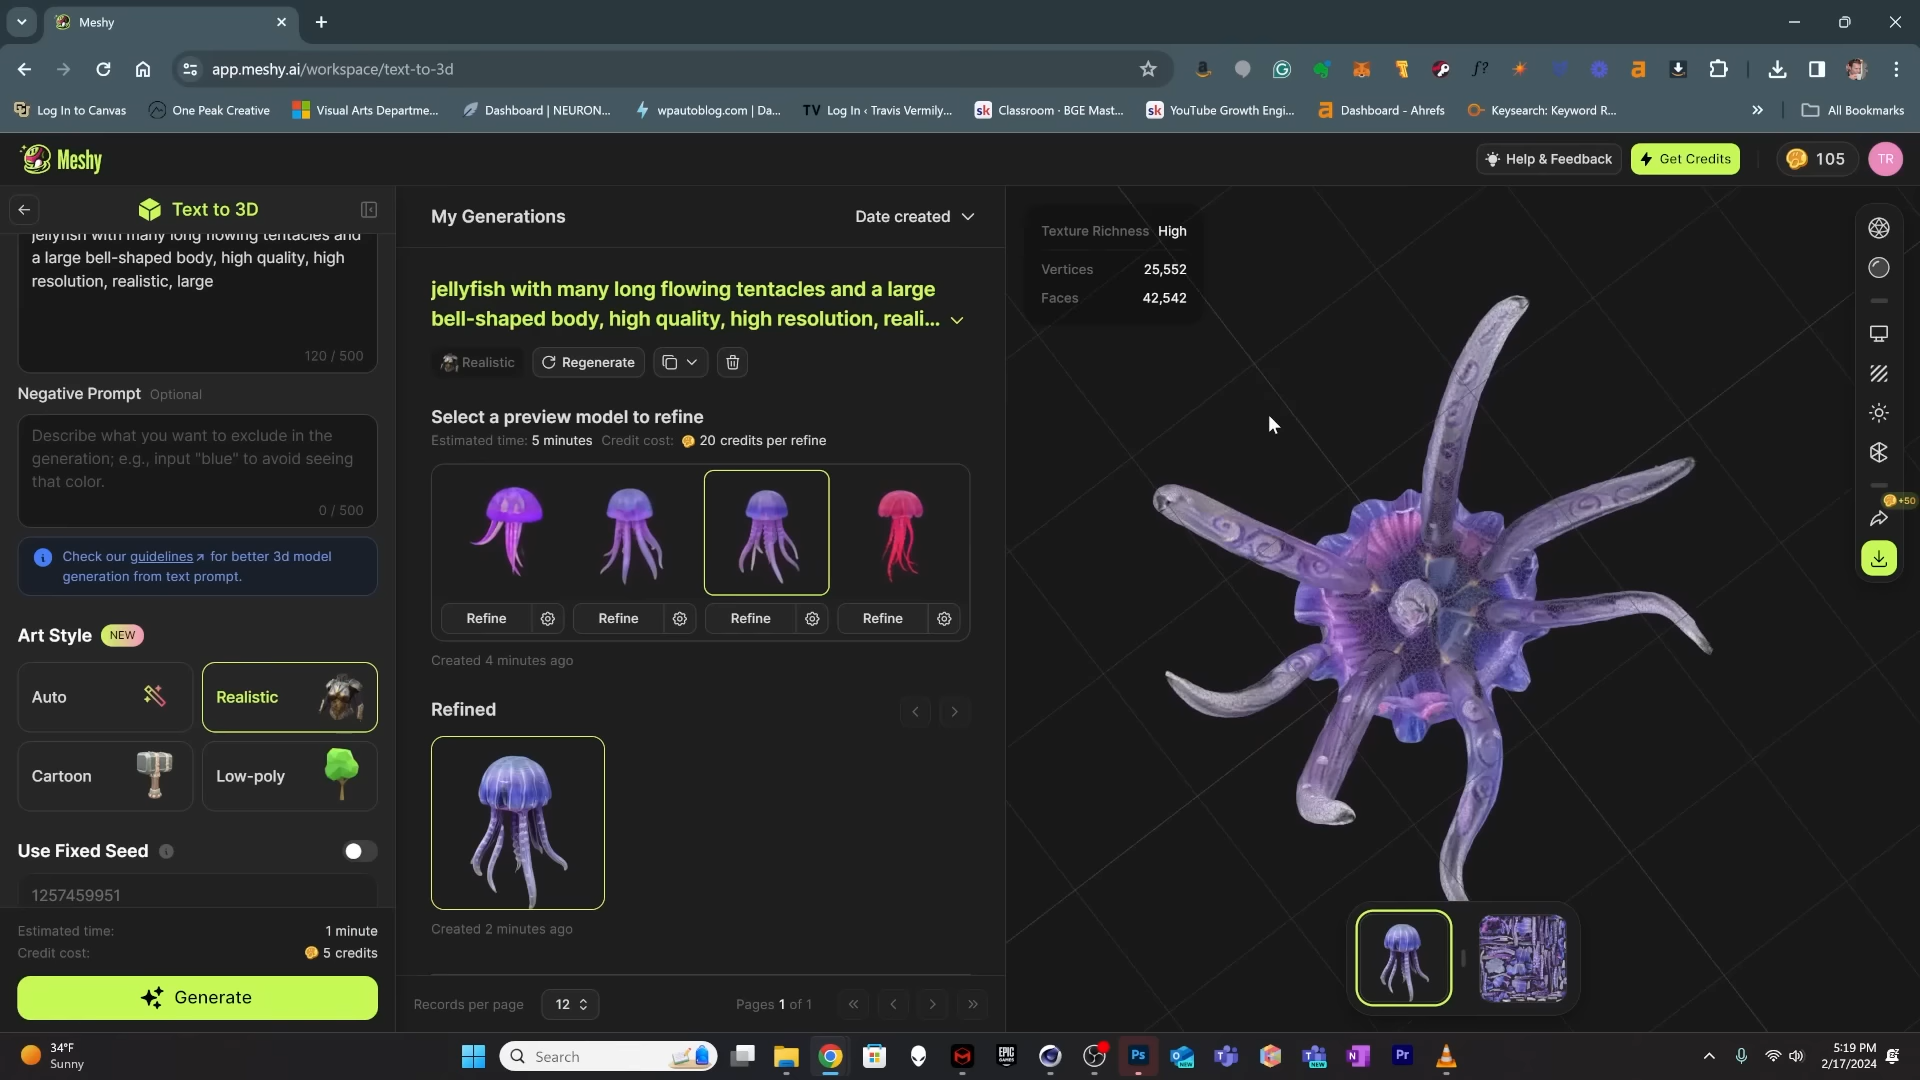 Meshy
app.meshy.ai/workspace/text-to-3d
Log In to Canvas
One Peak Creative
Visual Arts Departme...
Dashboard | NEURON...
wpautoblog.com | Da...
TV Log In ‹ Travis Vermily...
sk Classroom · BGE Mast...
sk YouTube Growth Engi...
Dashboard - Ahrefs
Keysearch: Keyword R...
All Bookmarks
Meshy
Help & Feedback
Get Credits
105
TR
Text to 3D
jellyfish with many long flowing tentacles and
a large bell-shaped body, high quality, high
resolution, realistic, large
120 / 500
Negative Prompt Optional
Describe what you want to exclude in the
generation; e.g., input "blue" to avoid seeing
that color.
0 / 500
Check our guidelines for better 3d model
generation from text prompt.
Art Style NEW
Auto
Realistic
Cartoon
Low-poly
Use Fixed Seed
1257459951
Estimated time: 1 minute
Credit cost: 5 credits
Generate
My Generations
Date created
jellyfish with many long flowing tentacles and a large
bell-shaped body, high quality, high resolution, reali...
Realistic
Regenerate
Select a preview model to refine
Estimated time: 5 minutes Credit cost: 20 credits per refine
Refine
Refine
Refine
Refine
Created 4 minutes ago
Refined
Created 2 minutes ago
Records per page 12
Pages 1 of 1
Texture Richness High
Vertices 25,552
Faces 42,542
+50
34°F
Sunny
Search
EPIC
GAMES
Ps
NEW
NEW
Pr
5:19 PM
2/17/2024